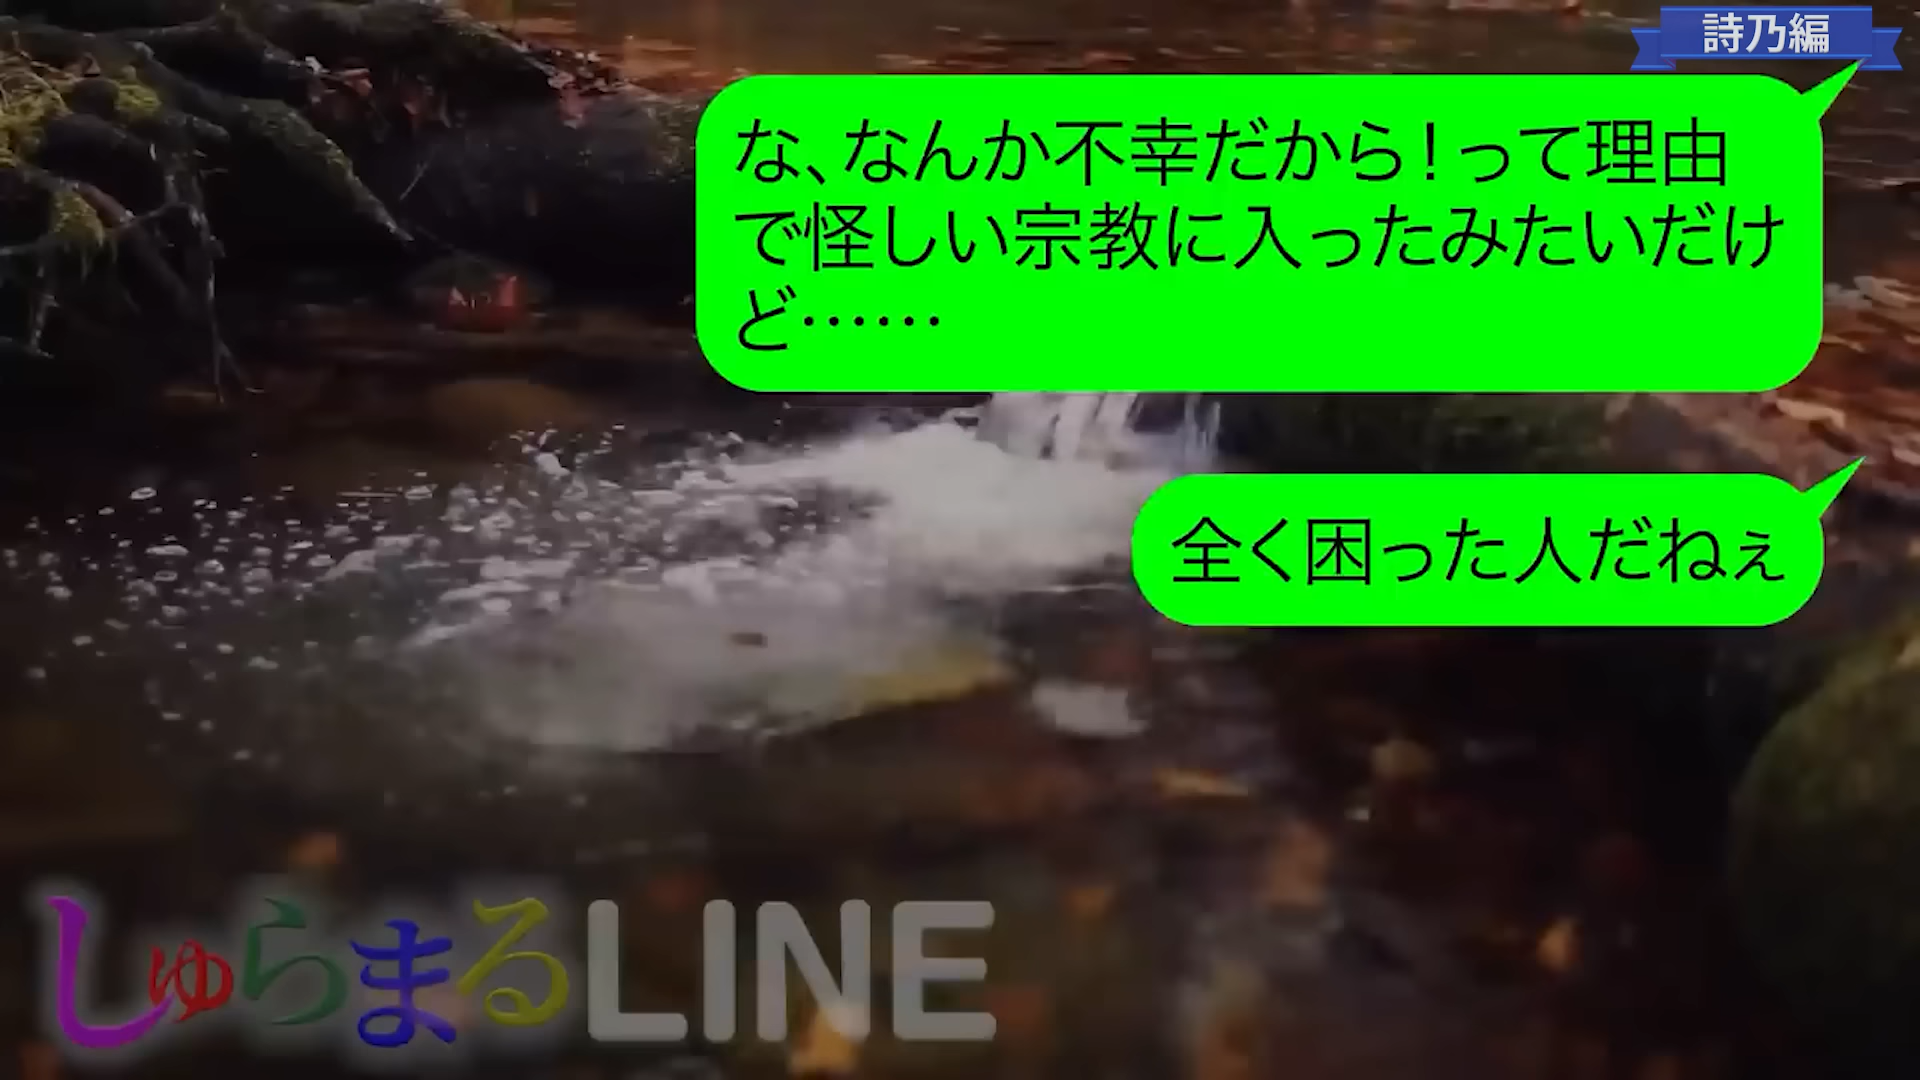 詩乃編
な、なんか不幸だから!って理由
で怪しい宗教に入ったみたいだけ
ど‥‥‥
全く困った人だねぇ
しゅらまるLINE